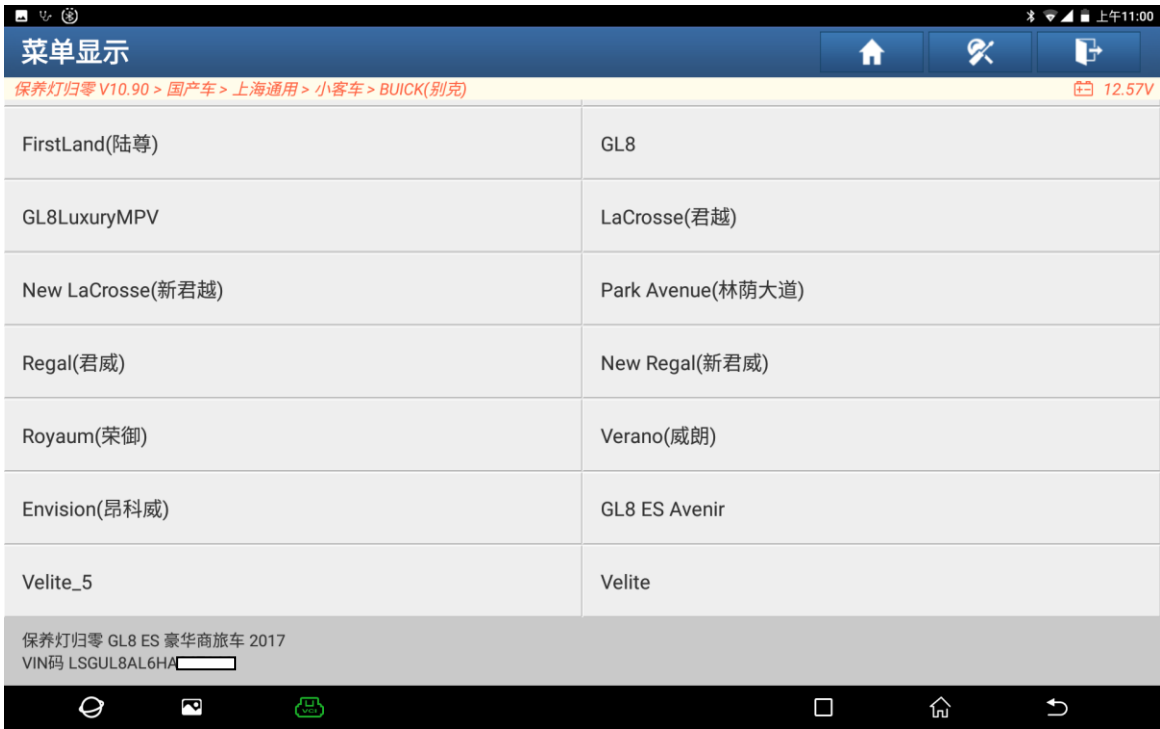 上午11:00
菜单显示
保养灯归零 V10.90 > 国产车 > 上海通用 > 小客车 > BUICK(别克)
12.57V
FirstLand(陆尊)
GL8
GL8LuxuryMPV
LaCrosse(君越)
New LaCrosse(新君越)
Park Avenue(林荫大道)
Regal(君威)
New Regal(新君威)
Royaum(荣御)
Verano(威朗)
Envision(昂科威)
GL8 ES Avenir
Velite_5
Velite
保养灯归零 GL8 ES 豪华商旅车 2017
VIN码 LSGUL8AL6HA
VCI